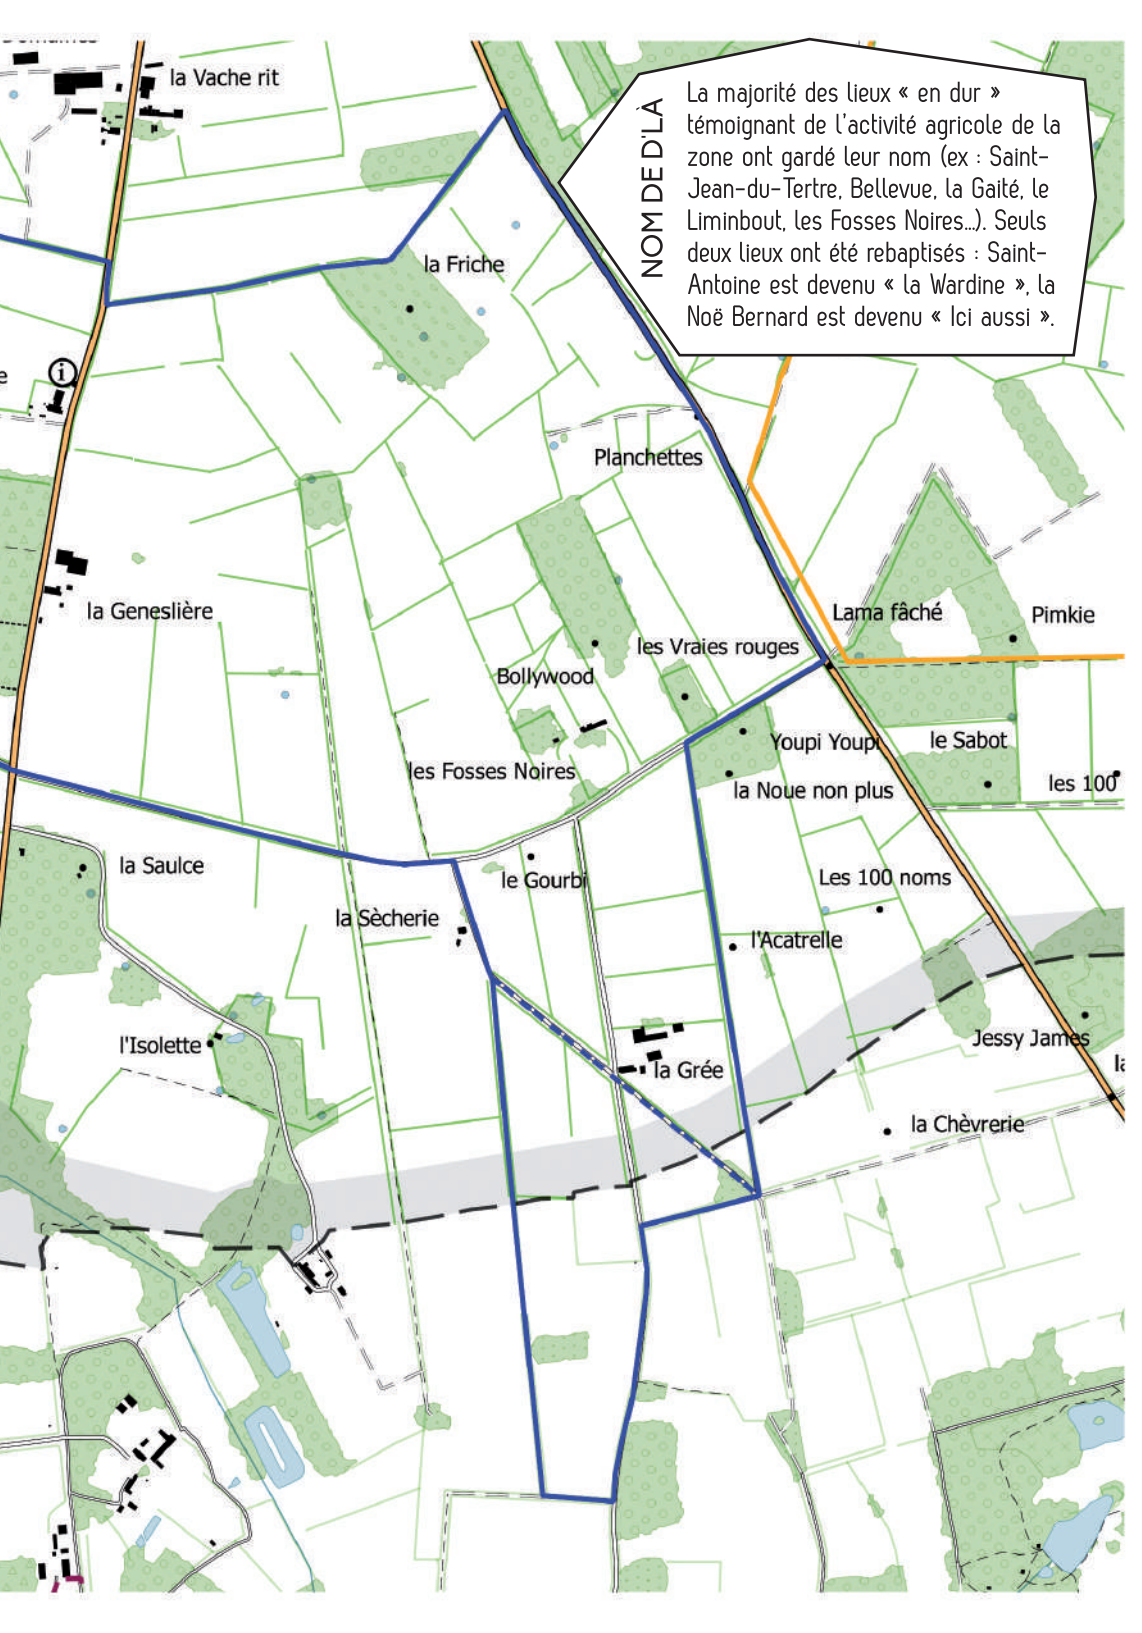 la Vache rit
NOM DE D'LÀ
La majorité des lieux « en dur »
témoignant de l'activité agricole de la
zone ont gardé leur nom (ex : Saint-
Jean-du-Tertre, Bellevue, la Gaité, le
Liminbout, les Fosses Noires...). Seuls
deux lieux ont été rebaptisés : Saint-
Antoine est devenu « la Wardine », la
Noë Bernard est devenu « Ici aussi ».
la Friche
e
i
Planchettes
la Geneslière
Lama fâché
Pimkie
les Vraies rouges
Bollywood
Youpi Youpi
le Sabot
les Fosses Noires
la Noue non plus
les 100
la Saulce
le Gourbi
Les 100 noms
la Sècherie
l'Acatrelle
l'Isolette
Jessy James
la Grée
la Chèvrerie